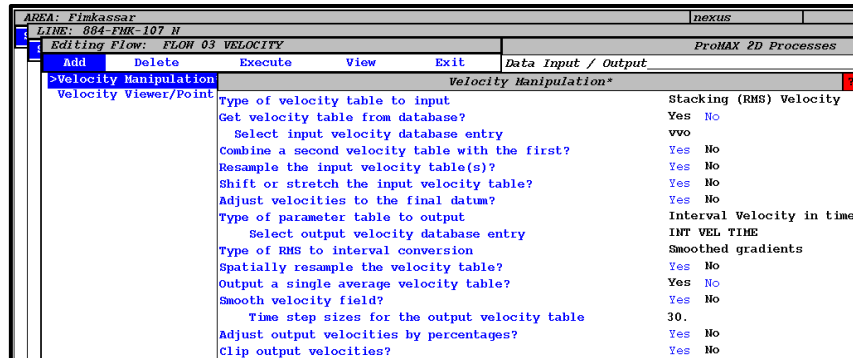 AREA: Fimkassar nexus
LINE: 884-FMK-107 N
Editing Flow: FLOW 03 VELOCITY ProMAX 2D Processes
Add Delete Execute View Exit Data Input / Output
>Velocity Manipulation Velocity Manipulation*
Velocity Viewer/Point
Type of velocity table to input Stacking (RMS) Velocity
Get velocity table from database? Yes No
Select input velocity database entry vvo
Combine a second velocity table with the first? Yes No
Resample the input velocity table(s)? Yes No
Shift or stretch the input velocity table? Yes No
Adjust velocities to the final datum? Yes No
Type of parameter table to output Interval Velocity in time
Select output velocity database entry INT VEL TIME
Type of RMS to interval conversion Smoothed gradients
Spatially resample the velocity table? Yes No
Output a single average velocity table? Yes No
Smooth velocity field? Yes No
Time step sizes for the output velocity table 30.
Adjust output velocities by percentages? Yes No
Clip output velocities? Yes No